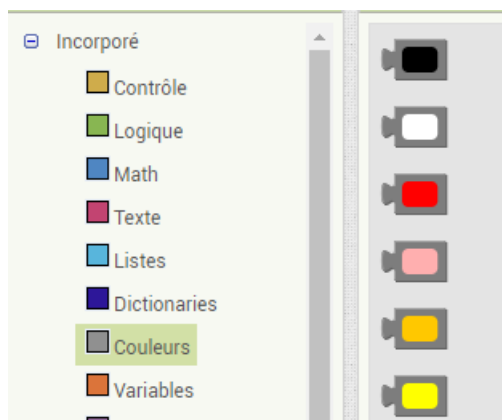 Incorporé
Contrôle
Logique
Math
Texte
Listes
Dictionaries
Couleurs
Variables